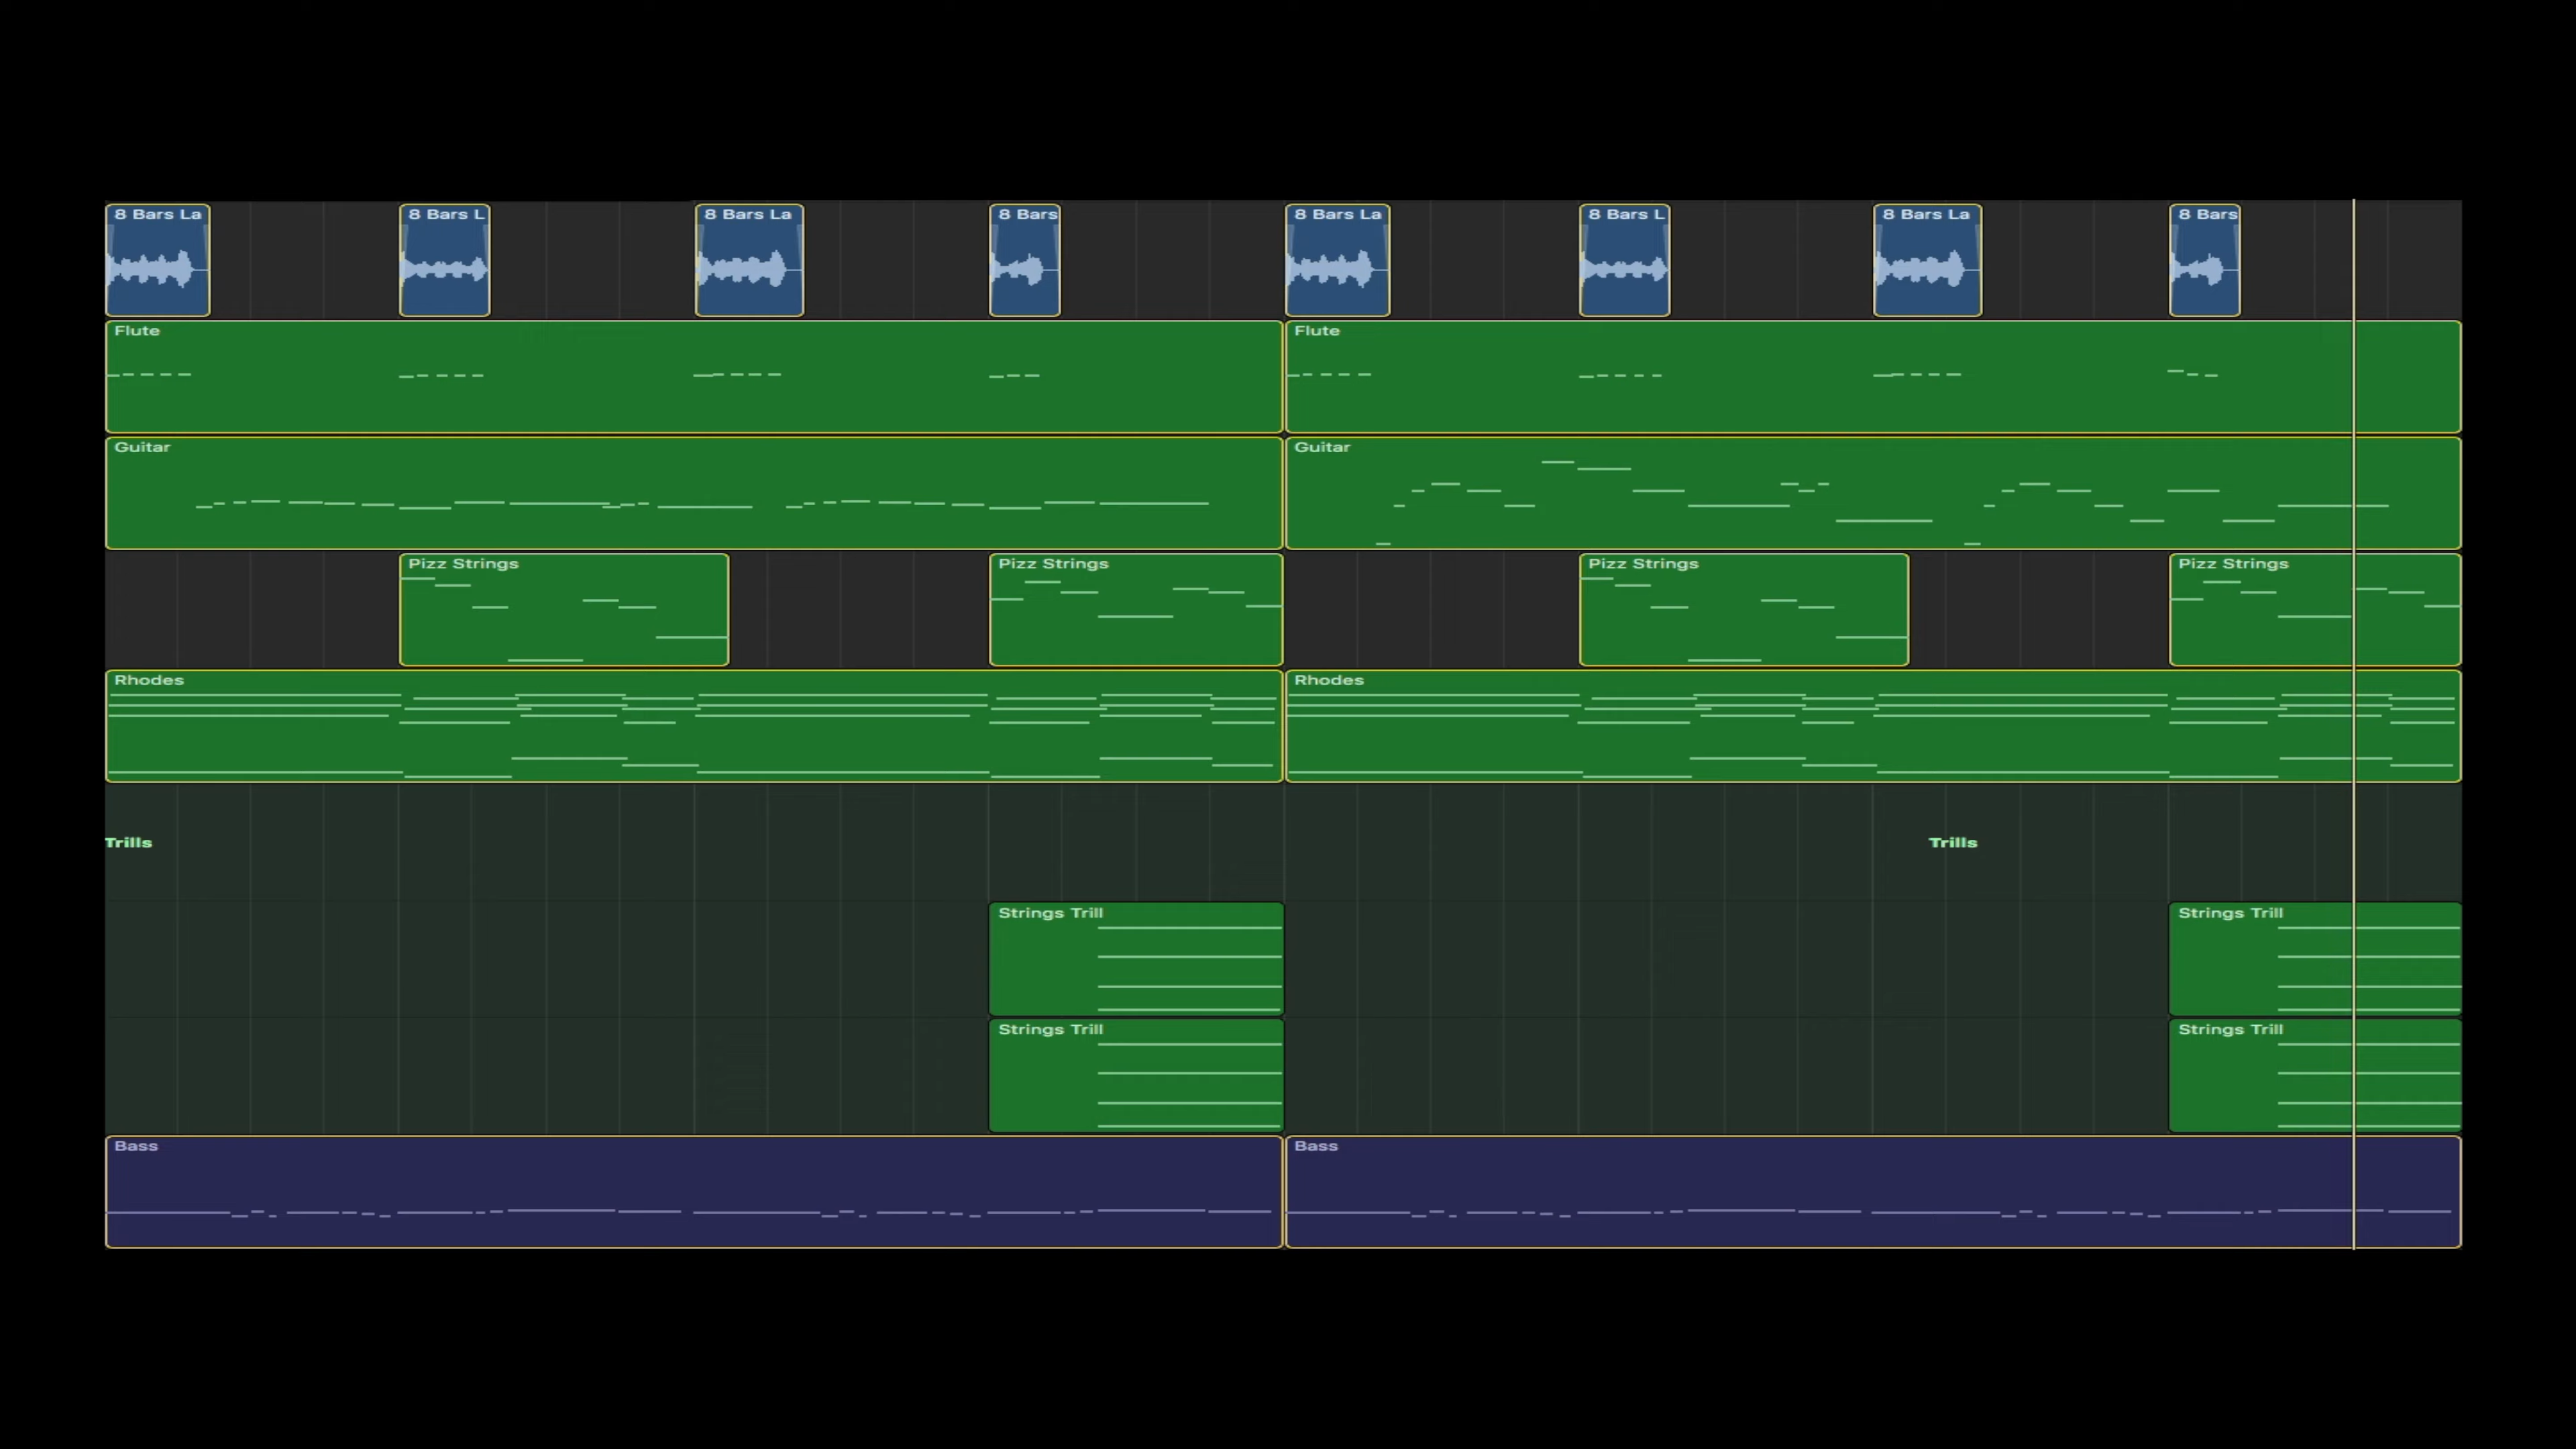 8 Bars La
8 Bars L
8 Bars La
8 Bars
8 Bars La
8 Bars L
8 Bars La
8 Bars
Flute
Flute
Guitar
Guitar
Pizz Strings
Pizz Strings
Pizz Strings
Pizz Strings
Rhodes
Rhodes
Trills
Trills
Strings Trill
Strings Trill
Strings Trill
Strings Trill
Bass
Bass